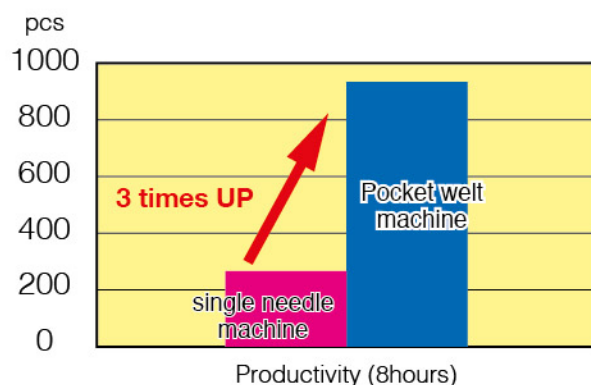 pcs
1000
800
600
400
200
0
3 times UP
Pocket welt
machine
single needle
machine
Productivity (8hours)